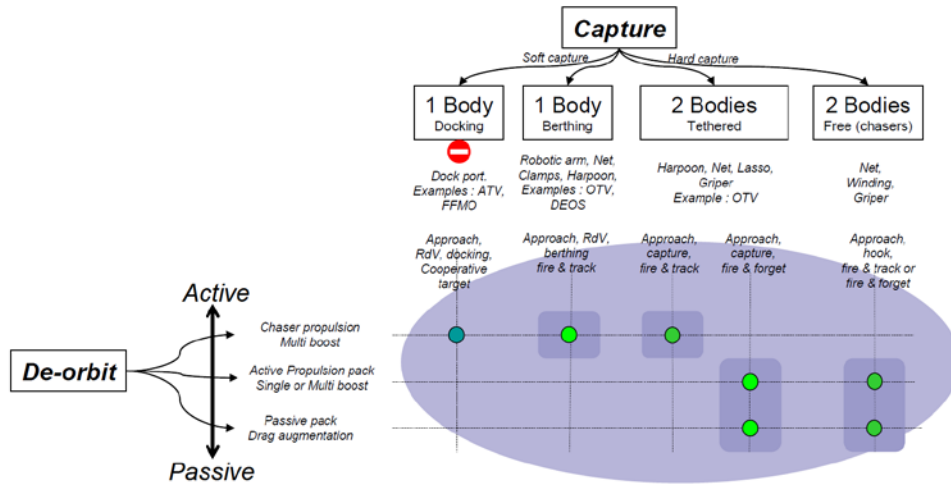 Capture
Soft capture
Hard capture
1 Body
Docking
1 Body
Berthing
2 Bodies
Tethered
2 Bodies
Free (chasers)
Dock port.
Examples : ATV,
FFMO
Robotic arm, Net,
Clamps, Harpoon,
Examples : OTV,
DEOS
Harpoon, Net, Lasso,
Griper
Example : OTV
Net,
Winding,
Griper
Approach,
RdV, docking,
Cooperative
target
Approach, RdV,
berthing
fire & track
Approach,
capture,
fire & track
Approach,
capture,
fire & forget
Approach,
hook,
fire & track or
fire & forget
Active
Chaser propulsion
Multi boost
De-orbit
Active Propulsion pack
Single or Multi boost
Passive pack
Drag augmentation
Passive